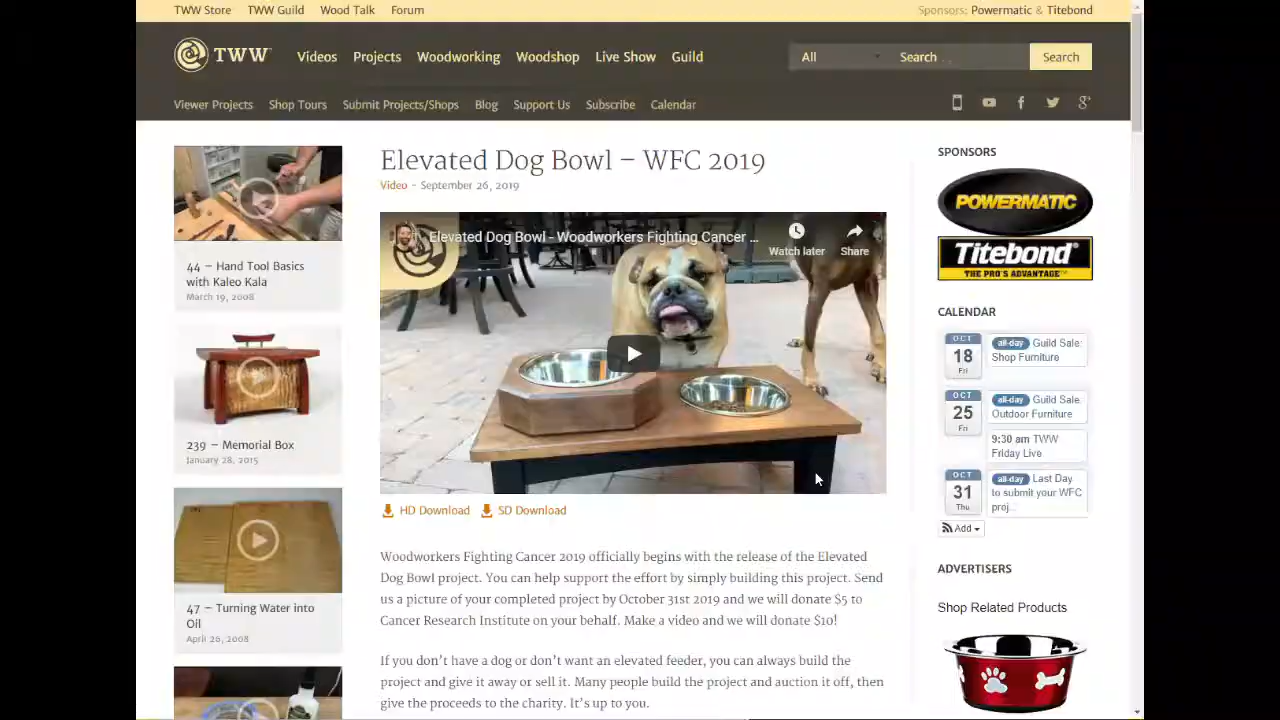 TWW Store TWW Guild Wood Talk Forum
Sponsors: Powermatic & Titebond
TWW Videos Projects Woodworking Woodshop Live Show Guild
All Search . . Search
Viewer Projects Shop Tours Submit Projects/Shops Blog Support Us Subscribe Calendar
44 – Hand Tool Basics
with Kaleo Kala
March 19, 2008
239 – Memorial Box
January 28, 2015
47 – Turning Water into
Oil
April 26, 2008
Elevated Dog Bowl – WFC 2019
Video - September 26, 2019
Elevated Dog Bowl - Woodworkers Fighting Cancer ...
Watch later Share
HD Download SD Download
Woodworkers Fighting Cancer 2019 officially begins with the release of the Elevated
Dog Bowl project. You can help support the effort by simply building this project. Send
us a picture of your completed project by October 31st 2019 and we will donate $5 to
Cancer Research Institute on your behalf. Make a video and we will donate $10!
If you don't have a dog or don't want an elevated feeder, you can always build the
project and give it away or sell it. Many people build the project and auction it off, then
give the proceeds to the charity. It's up to you.
SPONSORS
POWERMATIC
Titebond
THE PRO'S ADVANTAGE
CALENDAR
OCT
18
Fri
all-day Guild Sale:
Shop Furniture
OCT
25
Fri
all-day Guild Sale:
Outdoor Furniture
9:30 am TWW
Friday Live
OCT
31
Thu
all-day Last Day
to submit your WFC
proj...
Add
ADVERTISERS
Shop Related Products